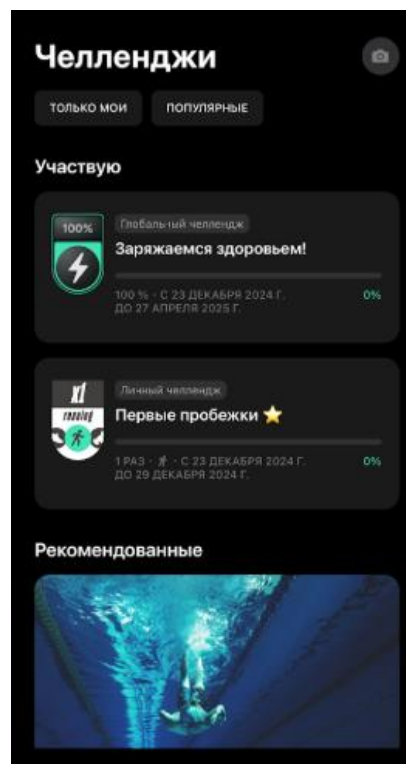 Челленджи
ТОЛЬКО МОИ
ПОПУЛЯРНЫЕ
Участвую
100%
Глобальный челлендж
Заряжаемся здоровьем!
100 % · С 23 ДЕКАБРЯ 2024 Г.
0%
ДО 27 АПРЕЛЯ 2025 Г.
x1
running
Личный челлендж
Первые пробежки ⭐
1 РАЗ · · С 23 ДЕКАБРЯ 2024 Г.
0%
ДО 29 ДЕКАБРЯ 2024 Г.
Рекомендованные